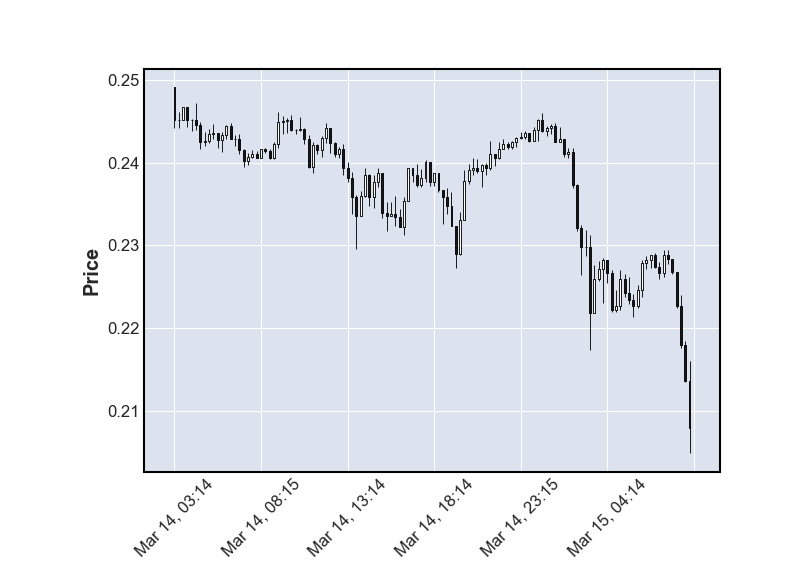 0.25
0.24
0.23
0.22
0.21
Price
Mar 14, 03:14
Mar 14, 08:15
Mar 14, 13:14
Mar 14, 18:14
Mar 14, 23:15
Mar 15, 04:14